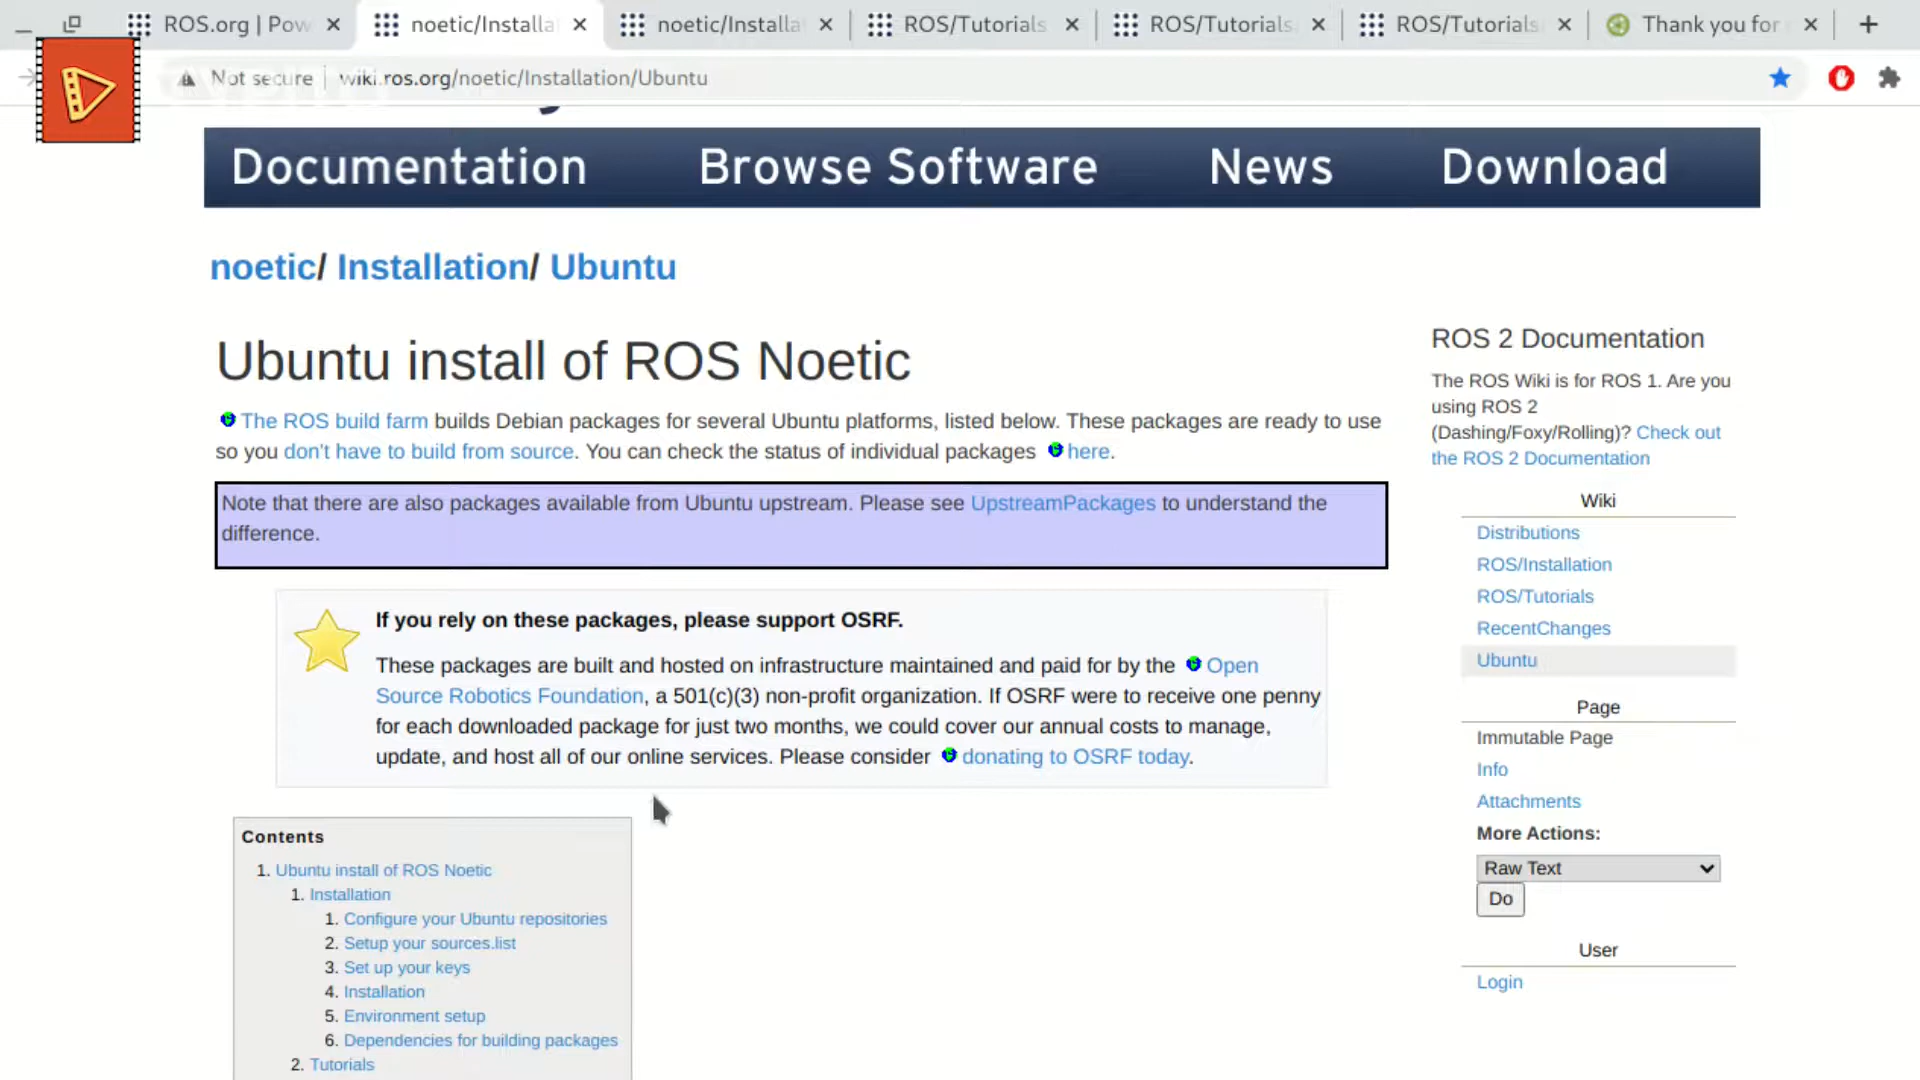 ROS.org | Pow
noetic/Installa
noetic/Installa
ROS/Tutorials
ROS/Tutorials
ROS/Tutorials
Thank you for
Not secure
wiki.ros.org/noetic/Installation/Ubuntu
Documentation
Browse Software
News
Download
noetic/ Installation/ Ubuntu
Ubuntu install of ROS Noetic
The ROS build farm builds Debian packages for several Ubuntu platforms, listed below. These packages are ready to use
so you don't have to build from source. You can check the status of individual packages here.
Note that there are also packages available from Ubuntu upstream. Please see UpstreamPackages to understand the
difference.
If you rely on these packages, please support OSRF.
These packages are built and hosted on infrastructure maintained and paid for by the Open
Source Robotics Foundation, a 501(c)(3) non-profit organization. If OSRF were to receive one penny
for each downloaded package for just two months, we could cover our annual costs to manage,
update, and host all of our online services. Please consider donating to OSRF today.
Contents
1. Ubuntu install of ROS Noetic
1. Installation
1. Configure your Ubuntu repositories
2. Setup your sources.list
3. Set up your keys
4. Installation
5. Environment setup
6. Dependencies for building packages
2. Tutorials
ROS 2 Documentation
The ROS Wiki is for ROS 1. Are you
using ROS 2
(Dashing/Foxy/Rolling)? Check out
the ROS 2 Documentation
Wiki
Distributions
ROS/Installation
ROS/Tutorials
RecentChanges
Ubuntu
Page
Immutable Page
Info
Attachments
More Actions:
Raw Text
Do
User
Login